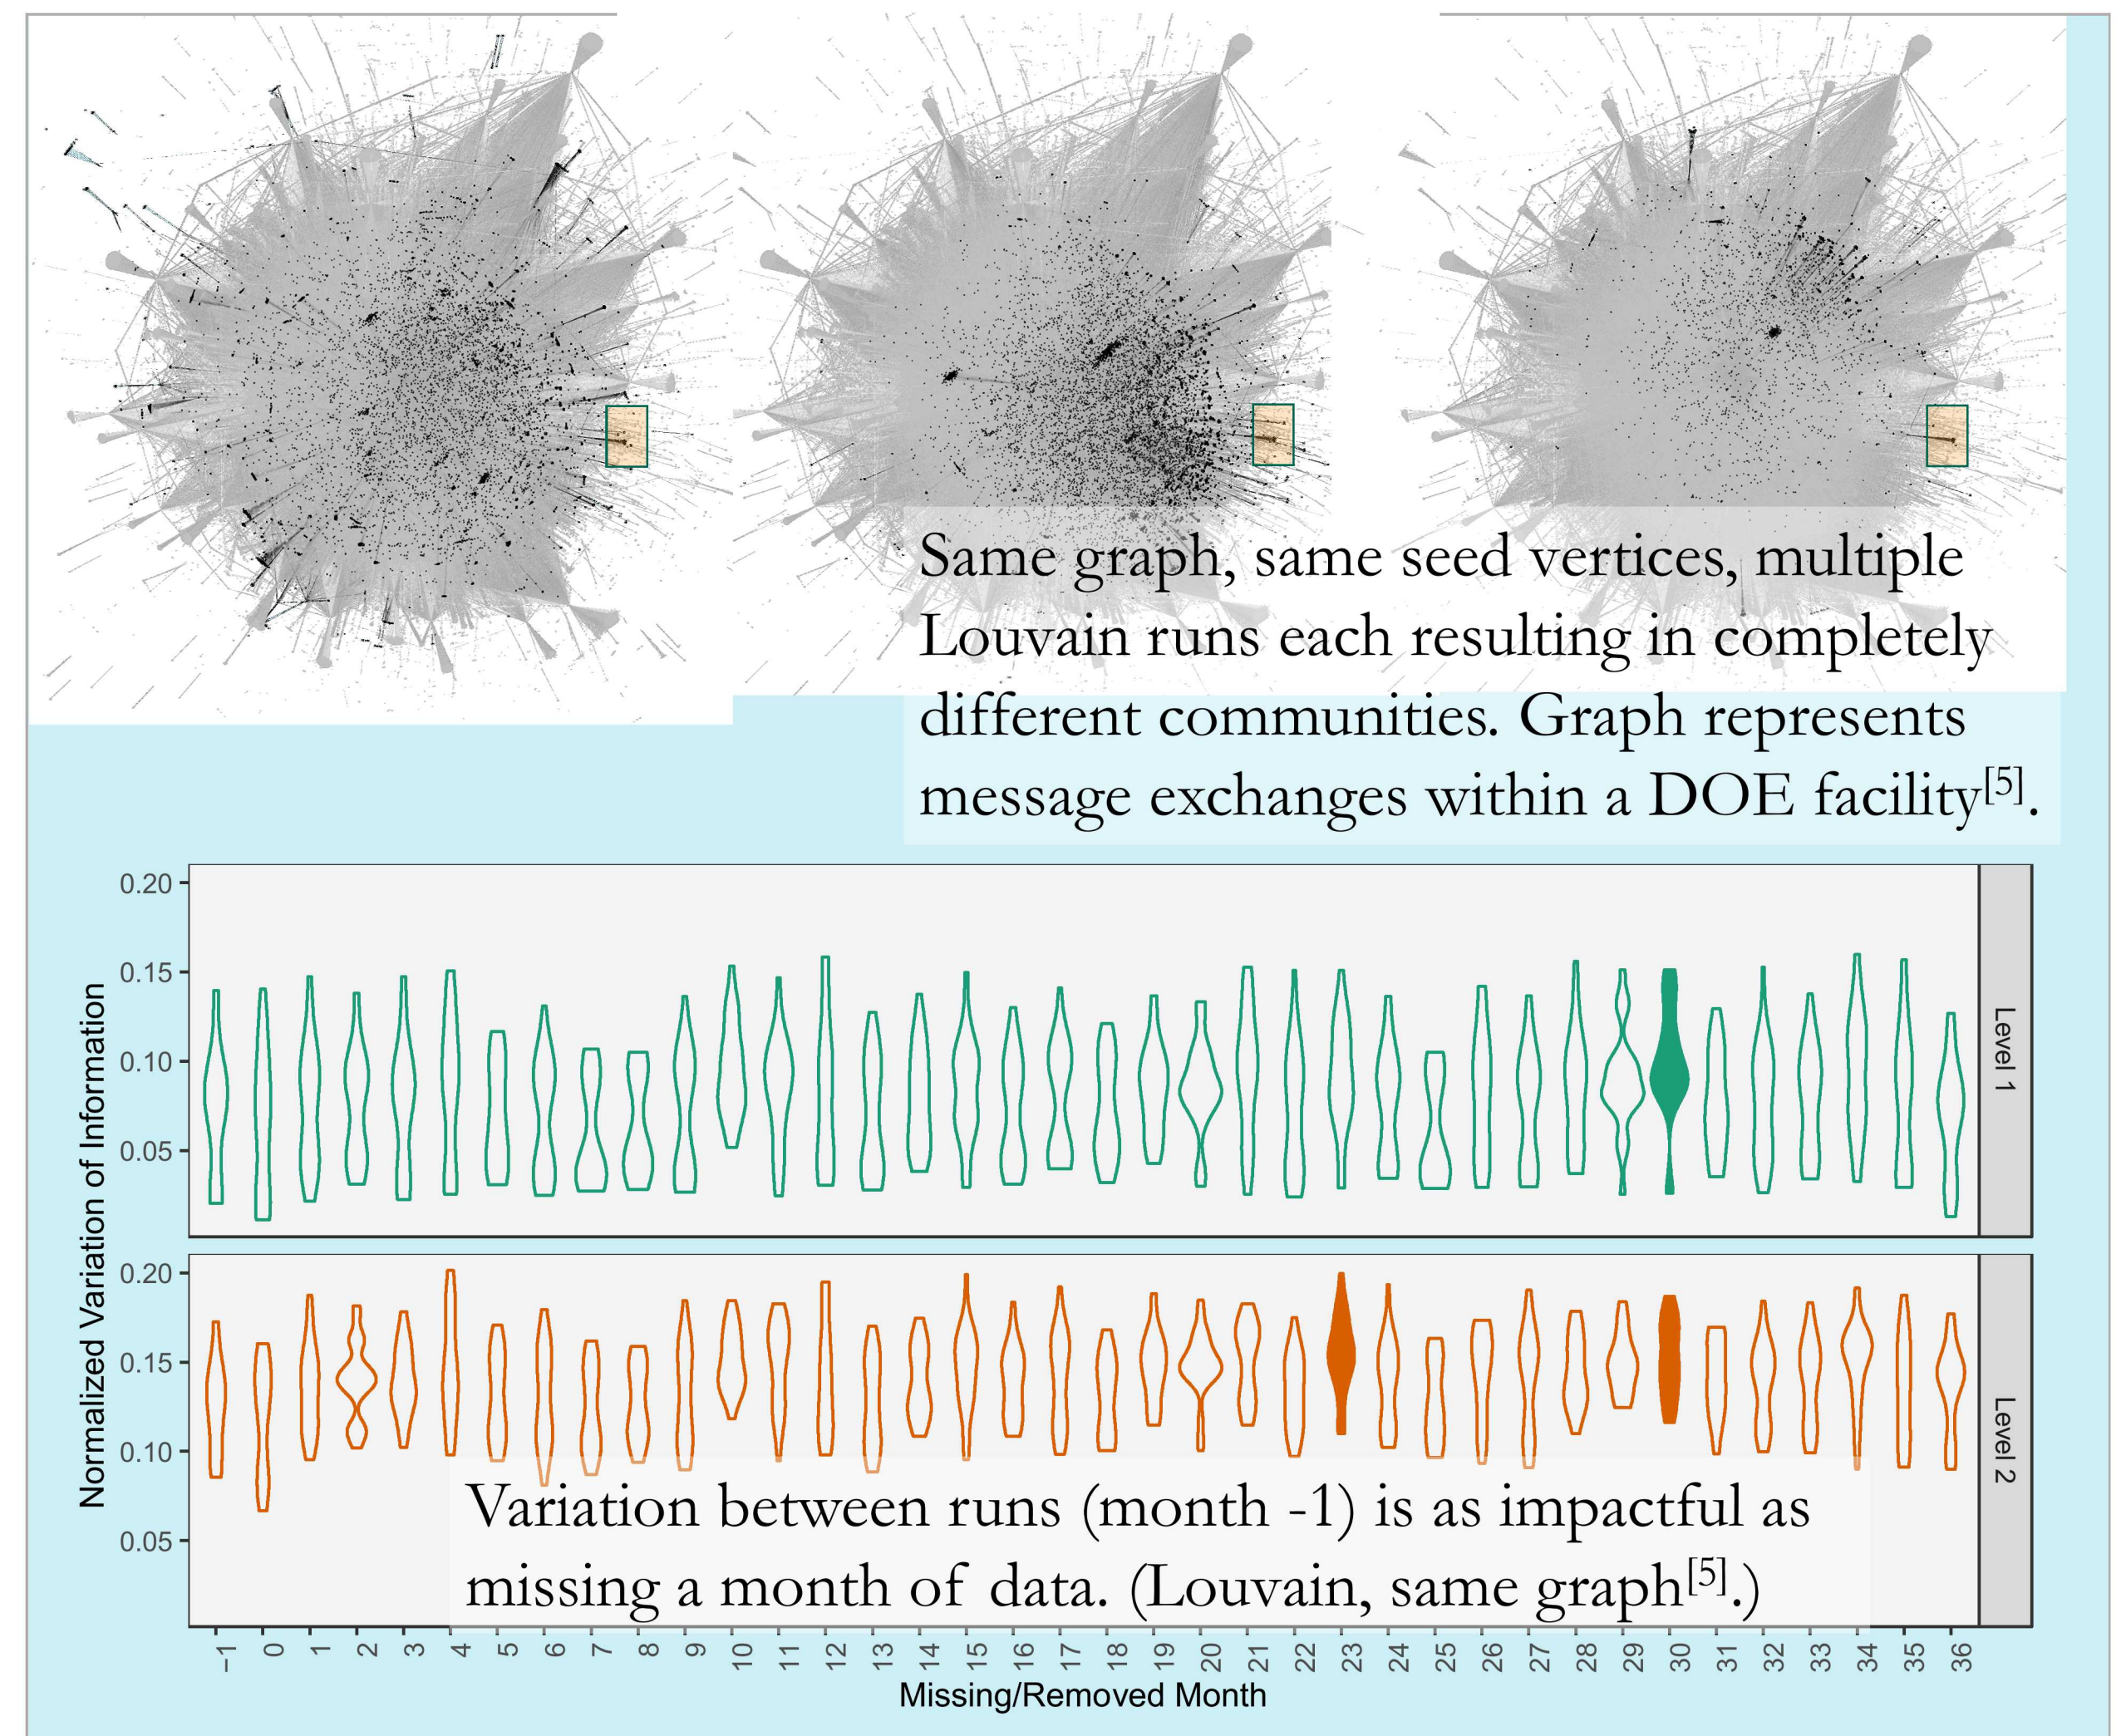 Same graph, same seed vertices, multiple
Louvain runs each resulting in completely
different communities. Graph represents
message exchanges within a DOE facility[5].
Normalized Variation of Information
0.20
0.15
0.10
0.05
Level 1
0.20
0.15
0.10
0.05
Level 2
Variation between runs (month -1) is as impactful as
missing a month of data. (Louvain, same graph[5].)
−1 0 1 2 3 4 5 6 7 8 9 10 11 12 13 14 15 16 17 18 19 20 21 22 23 24 25 26 27 28 29 30 31 32 33 34 35 36
Missing/Removed Month